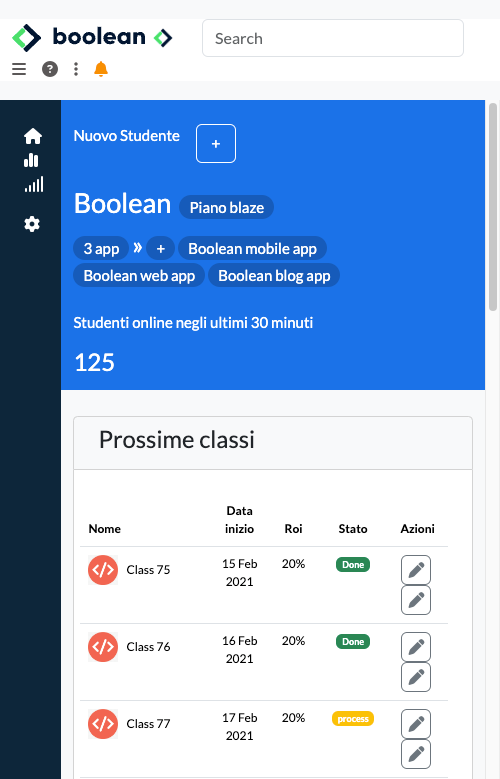 boolean
Search
Nuovo Studente +
Boolean Piano blaze
3 app » + Boolean mobile app
Boolean web app Boolean blog app
Studenti online negli ultimi 30 minuti
125
Prossime classi
Nome Data inizio Roi Stato Azioni
Class 75 15 Feb 2021 20% Done
Class 76 16 Feb 2021 20% Done
Class 77 17 Feb 2021 20% process